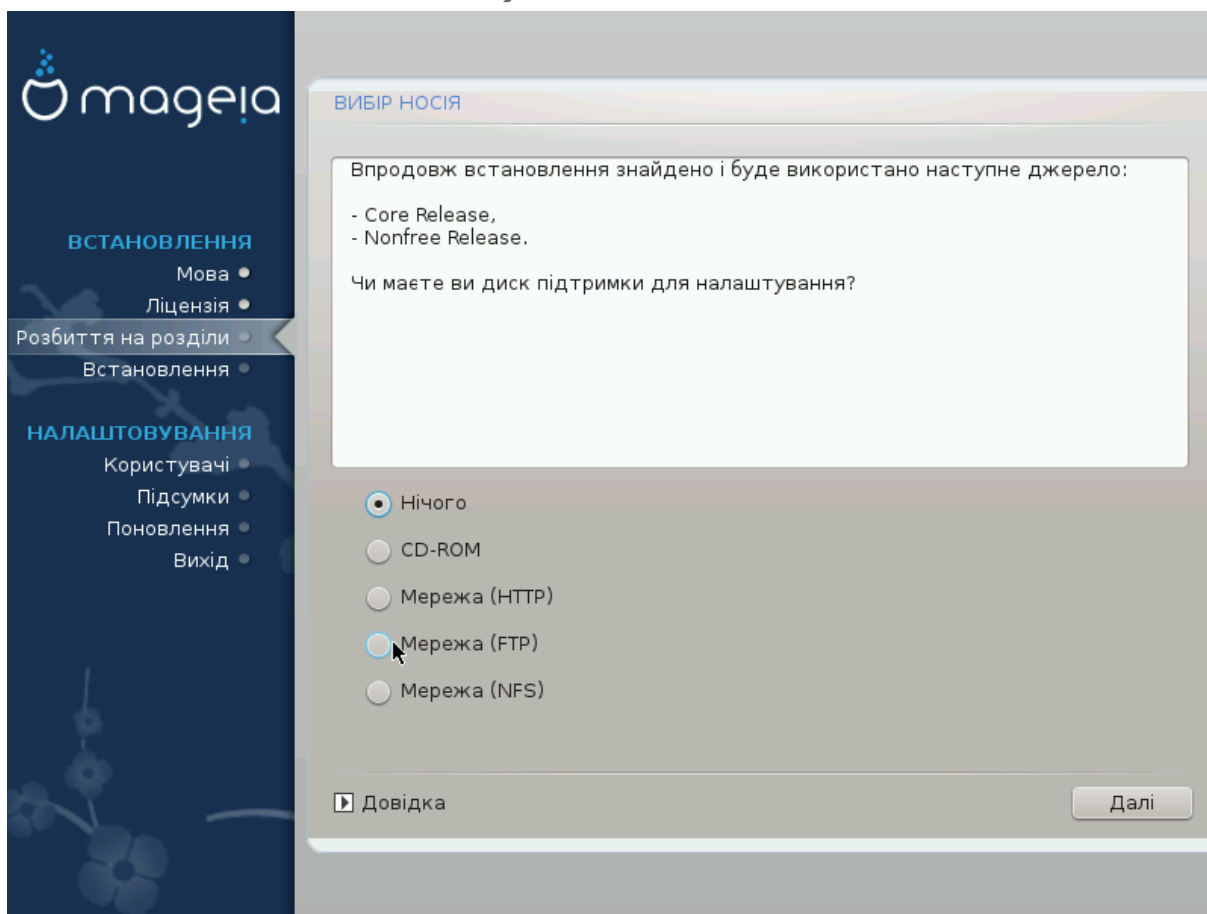 mageia
ВСТАНОВЛЕННЯ
Мова
Ліцензія
Розбиття на розділи
Встановлення
НАЛАШТОВУВАННЯ
Користувачі
Підсумки
Поновлення
Вихід
ВИБІР НОСІЯ
Впродовж встановлення знайдено і буде використано наступне джерело:
- Core Release,
- Nonfree Release.
Чи маєте ви диск підтримки для налаштування?
Нічого
CD-ROM
Мережа (HTTP)
Мережа (FTP)
Мережа (NFS)
Довідка
Далі